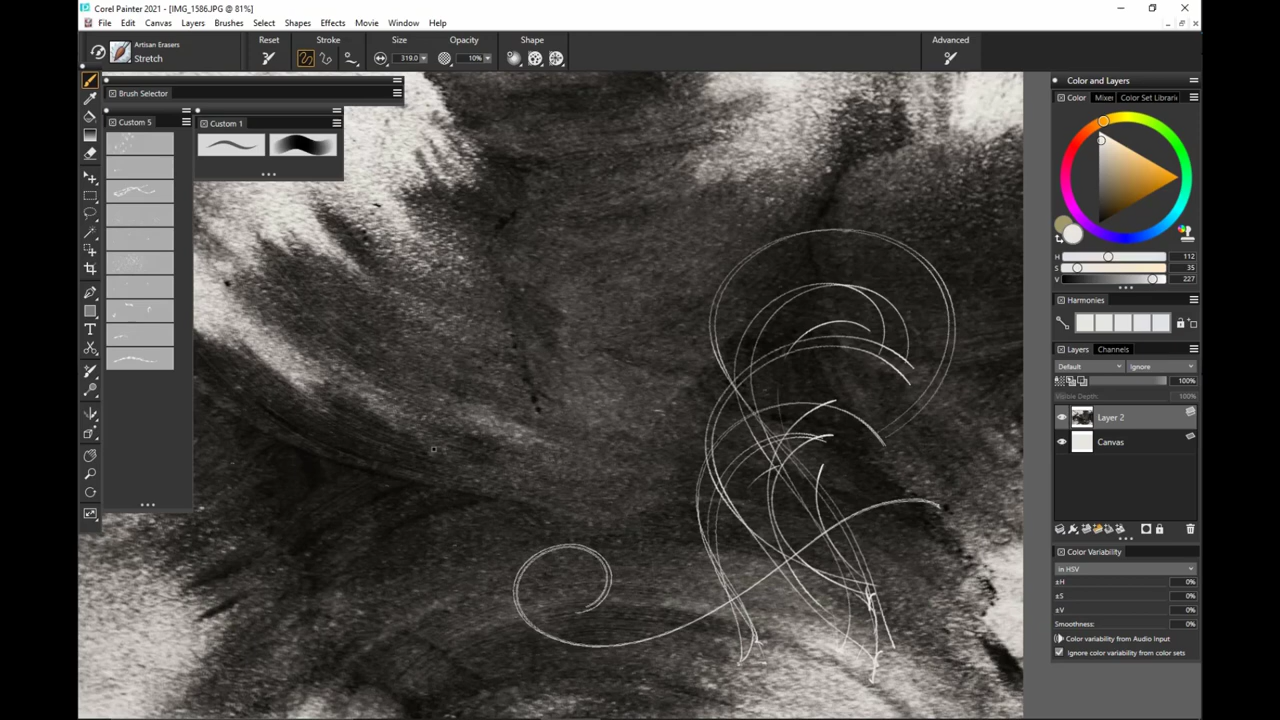 Corel Painter 2021 - [IMG_1586.JPG @ 81%]
File Edit Canvas Layers Brushes Select Shapes Effects Movie Window Help
Artisan Erasers
Stretch
Reset
Stroke
Size
319.0
Opacity
10%
Shape
Advanced
Brush Selector
Custom 5
Custom 1
Color and Layers
Color Mixer Color Set Librari
H 112
S 35
V 227
Harmonies
Layers Channels
Default Ignore
100%
Visible Depth: 100%
Layer 2
Canvas
Color Variability
in HSV
±H 0%
±S 0%
±V 0%
Smoothness: 0%
Color variability from Audio Input
Ignore color variability from color sets